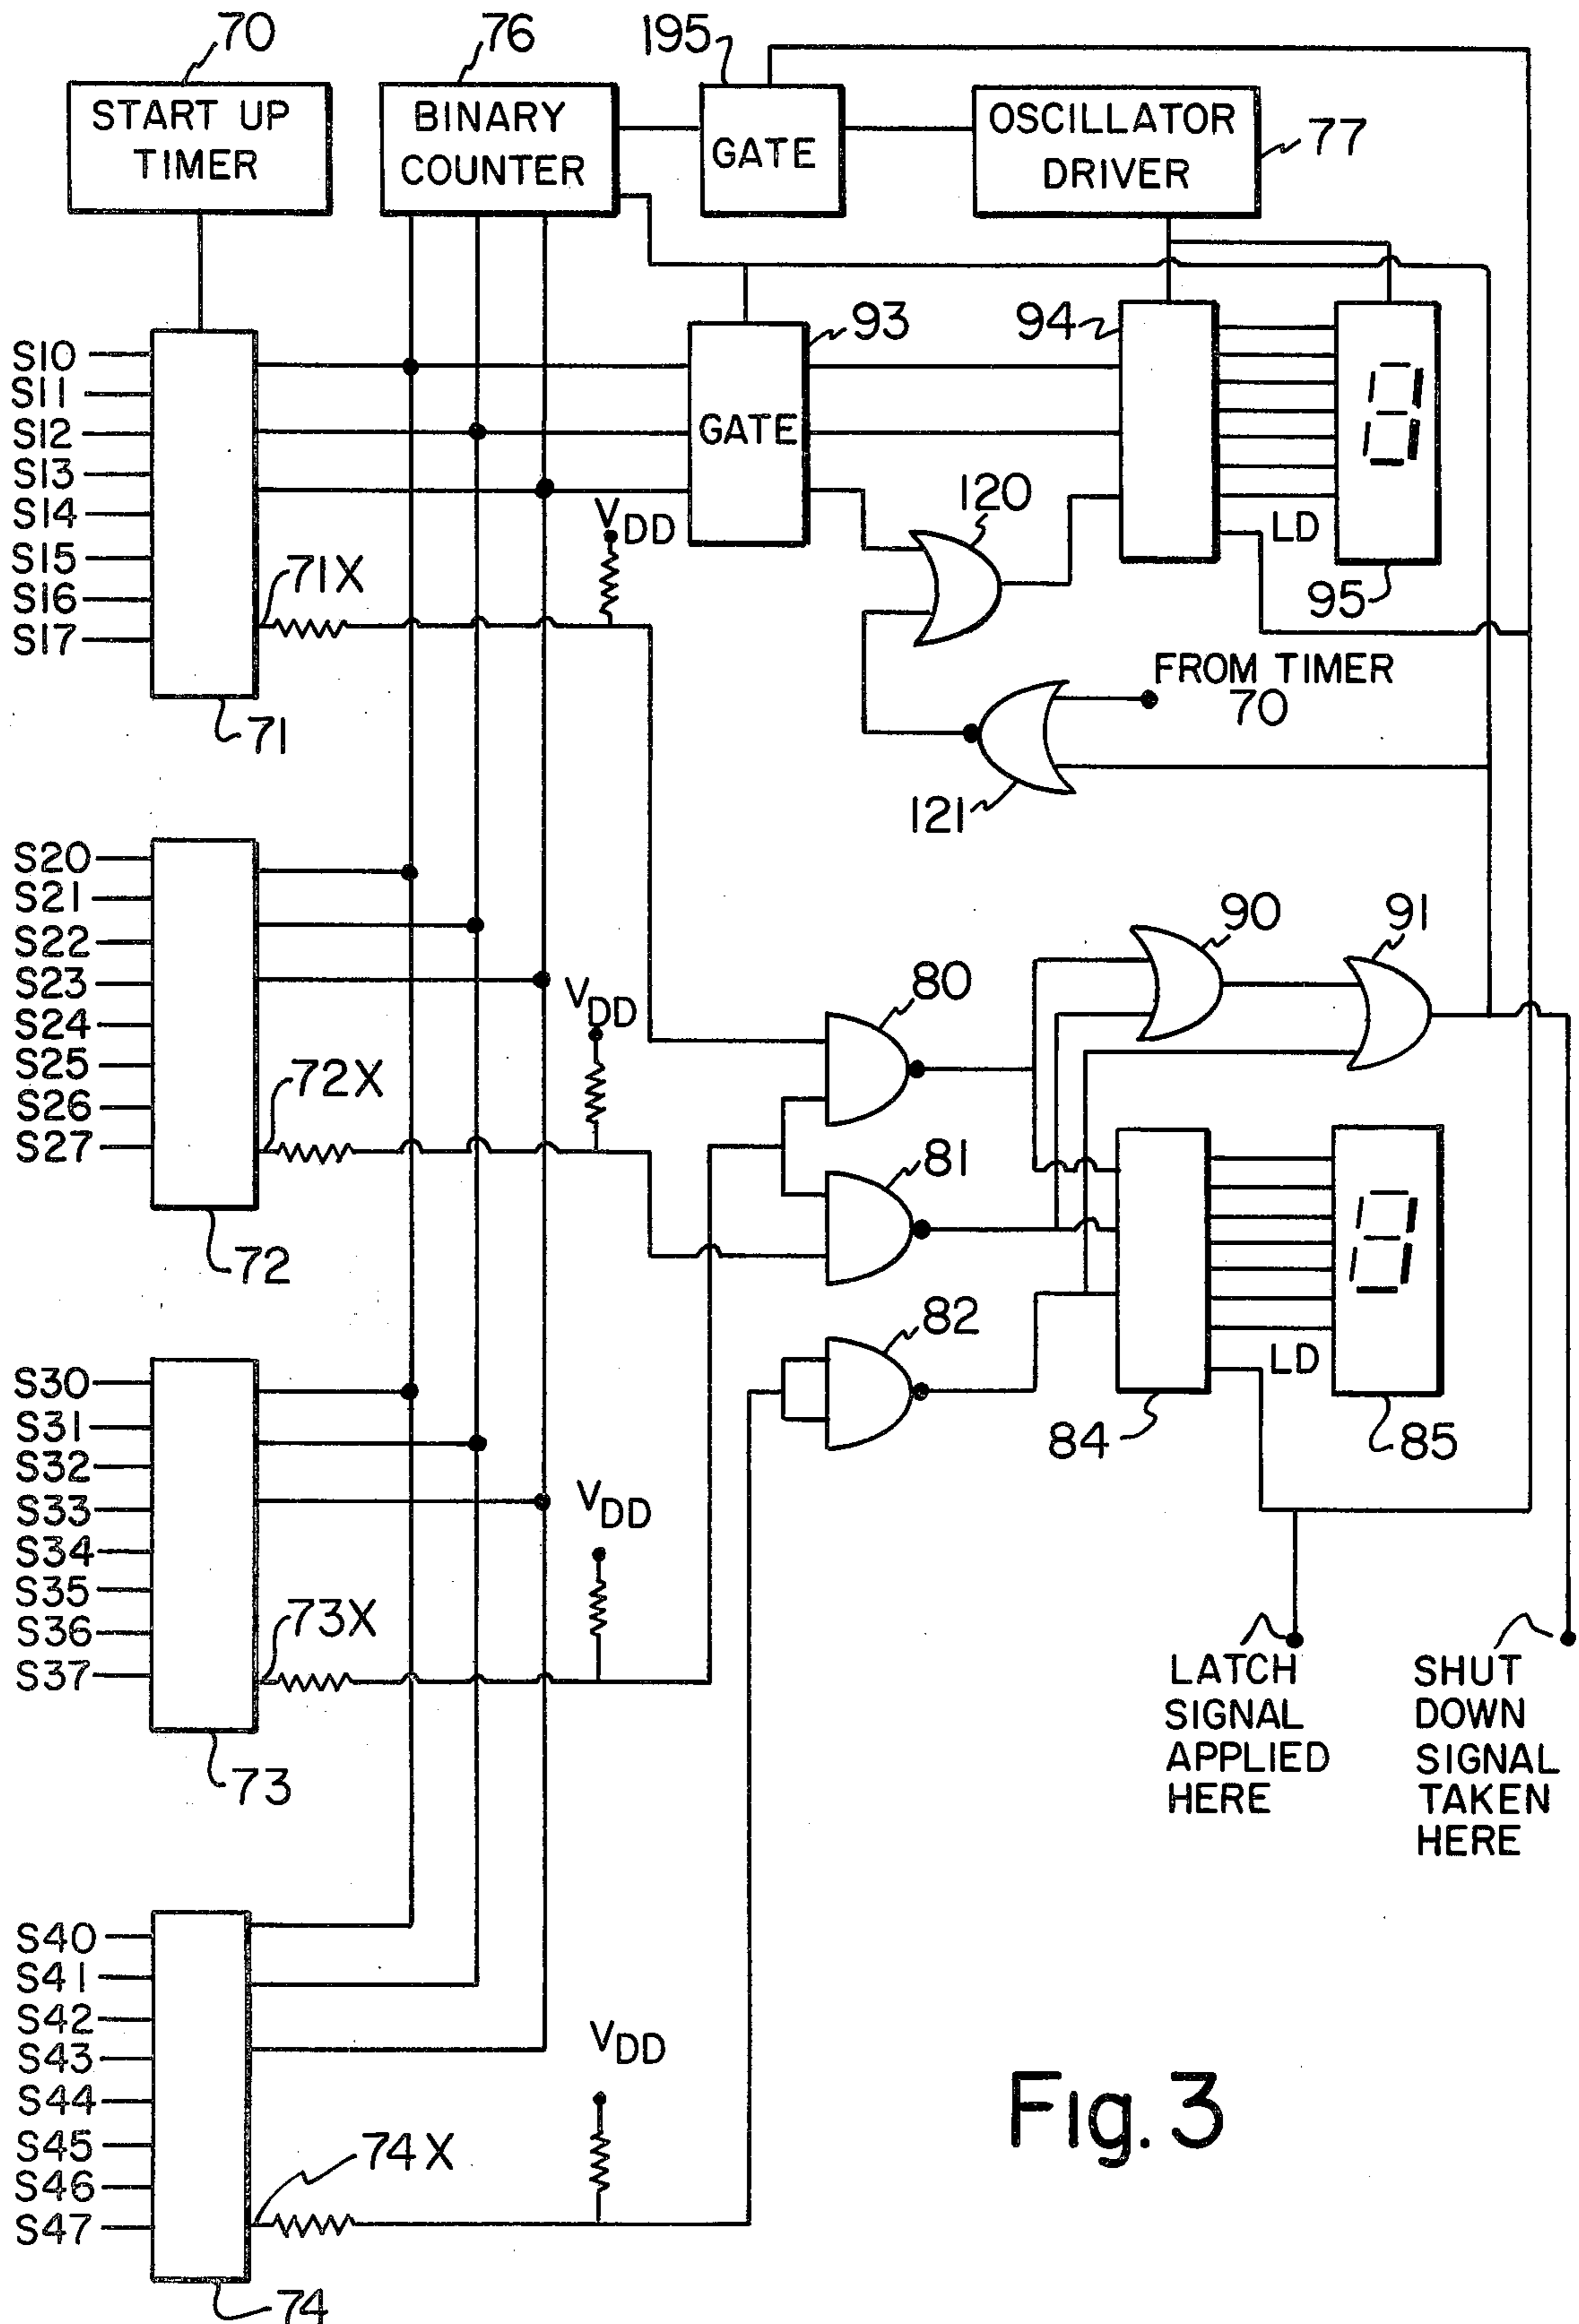 70
76
195
START UP
TIMER
BINARY
COUNTER
GATE
OSCILLATOR
DRIVER
77
S10
S11
S12
S13
S14
S15
S16
S17
71X
71
VDD
93
GATE
94
LD
95
120
FROM TIMER
70
121
S20
S21
S22
S23
S24
S25
S26
S27
72X
72
VDD
80
81
82
90
91
84
LD
85
S30
S31
S32
S33
S34
S35
S36
S37
73X
73
VDD
LATCH
SIGNAL
APPLIED
HERE
SHUT
DOWN
SIGNAL
TAKEN
HERE
S40
S41
S42
S43
S44
S45
S46
S47
74X
74
VDD
Fig. 3